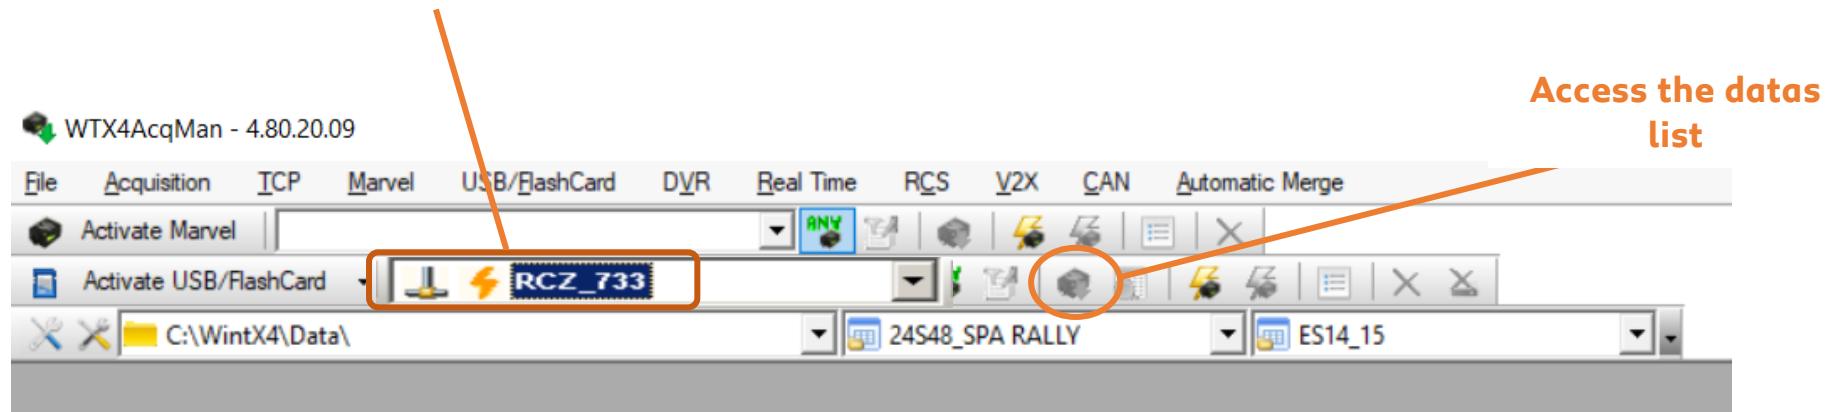 Access the datas
list
WTX4AcqMan - 4.80.20.09
File Acquisition TCP Marvel USB/FlashCard DVR Real Time RCS V2X CAN Automatic Merge
Activate Marvel ANY
Activate USB/FlashCard RCZ_733
C:\WintX4\Data\ 24S48_SPA RALLY ES14_15